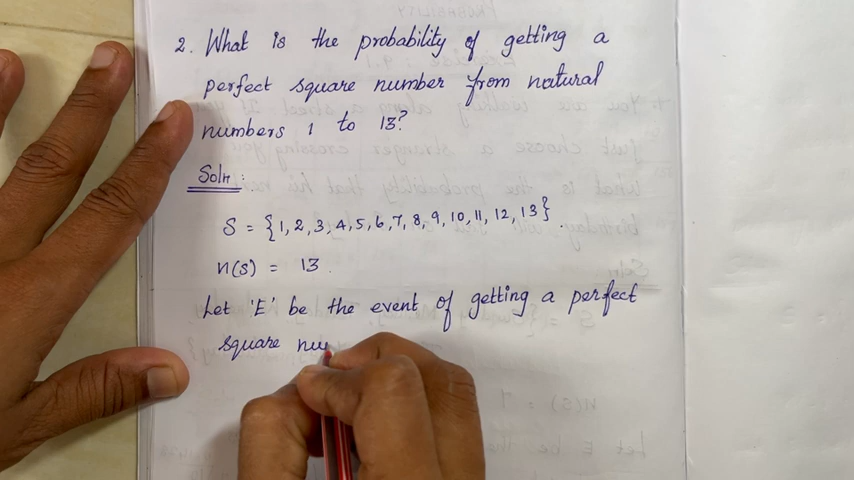 2. What is the probability of getting a
perfect square number from natural
numbers 1 to 13?
Soln:
S = {1, 2, 3, 4, 5, 6, 7, 8, 9, 10, 11, 12, 13}.
n(s) = 13.
Let 'E' be the event of getting a perfect
square nu